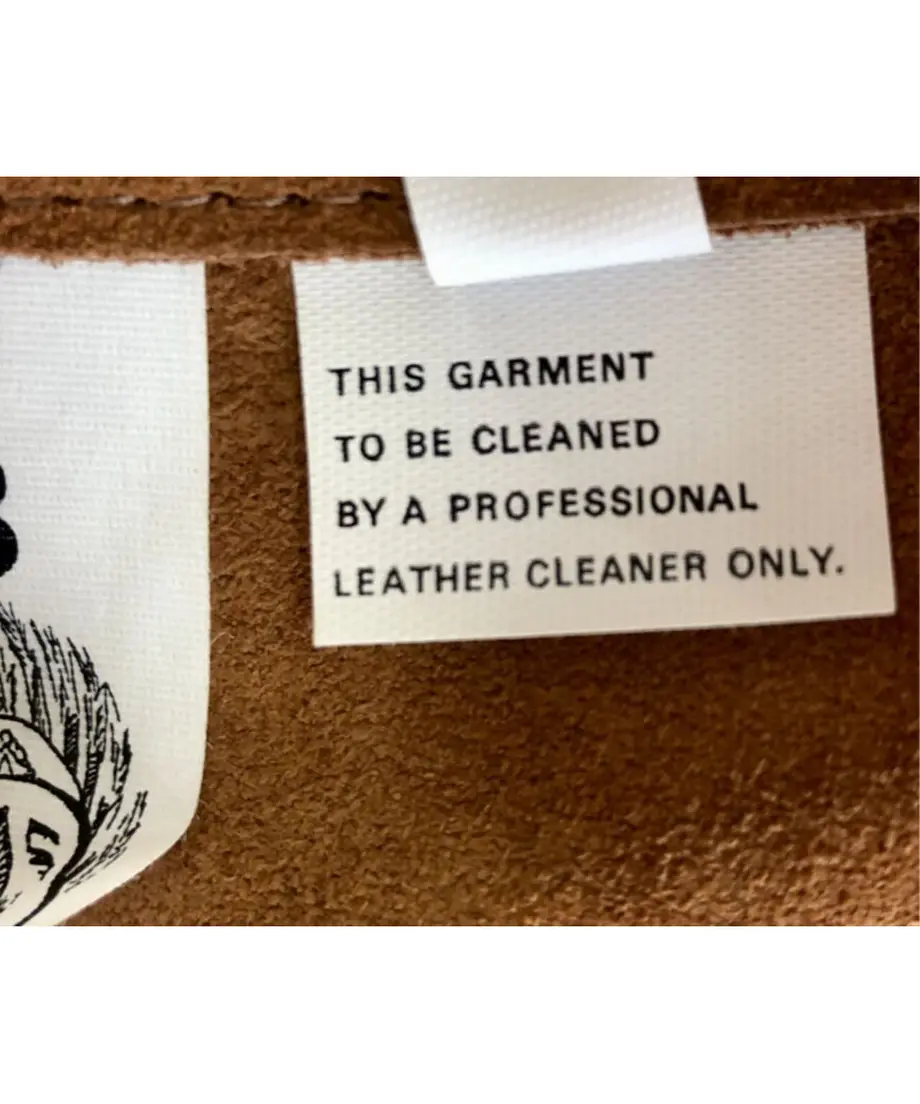 THIS GARMENT
TO BE CLEANED
BY A PROFESSIONAL
LEATHER CLEANER ONLY.